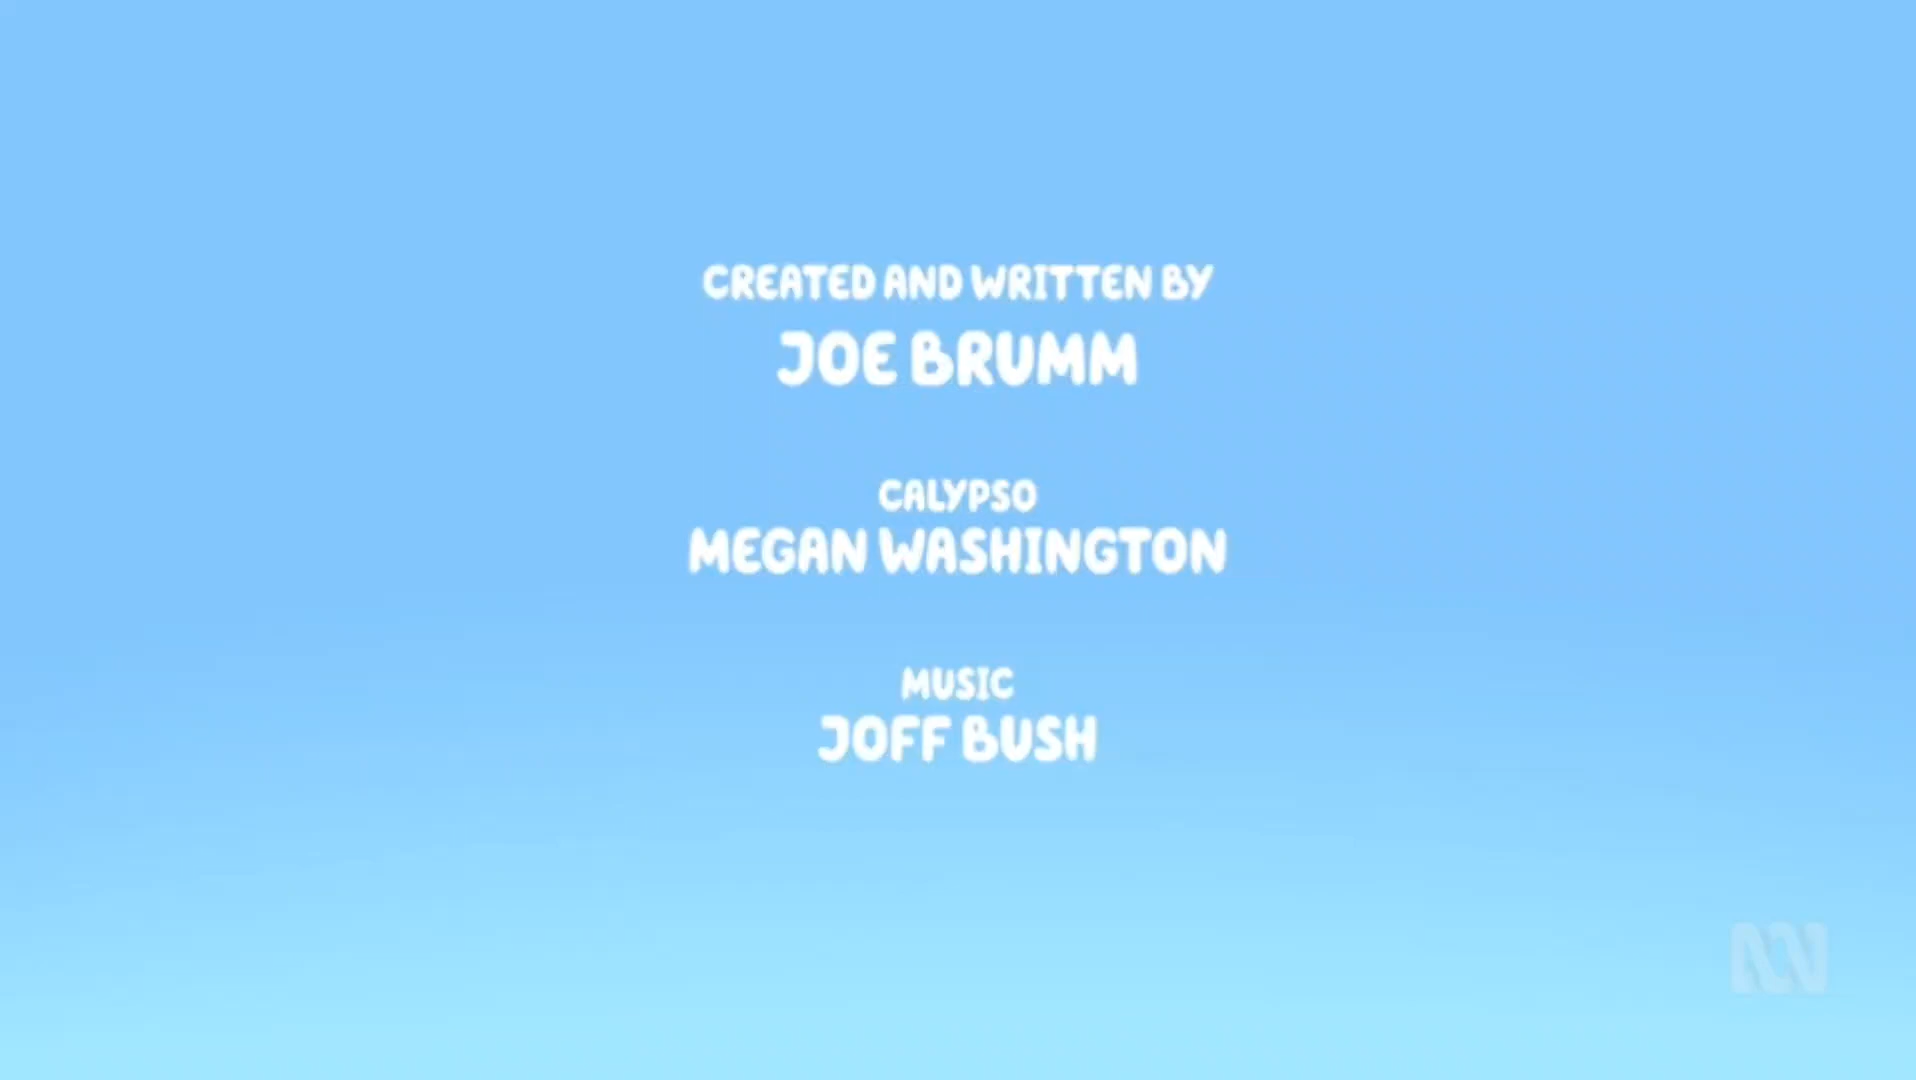 CREATED AND WRITTEN BY
JOE BRUMM
CALYPSO
MEGAN WASHINGTON
MUSIC
JOFF BUSH